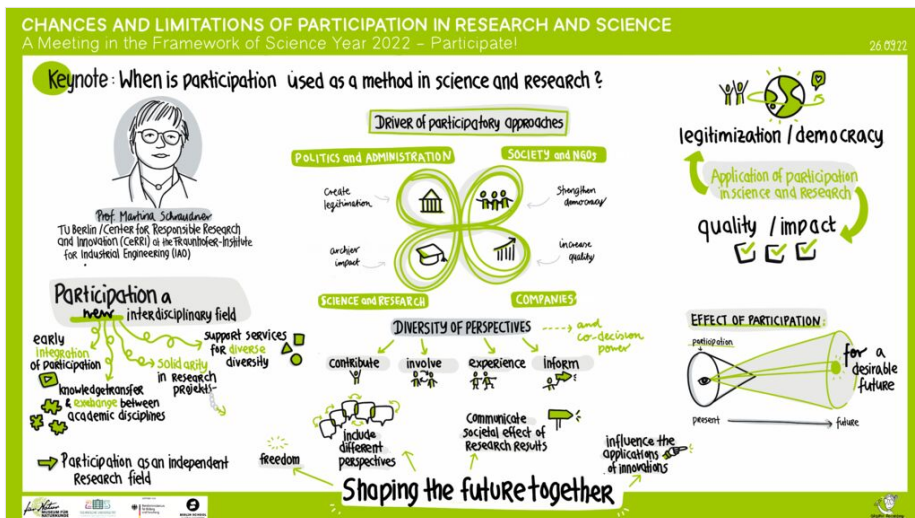 CHANCES AND LIMITATIONS OF PARTICIPATION IN RESEARCH AND SCIENCE
A Meeting in the Framework of Science Year 2022 – Participate!
26.09.22
Keynote: When is participation used as a method in science and research?
Prof. Martina Schraudner
TU Berlin / Center for Responsible Research
and Innovation (CeRRI) at the Fraunhofer-Institute
for Industrial Engineering (IAO)
Driver of participatory approaches
POLITICS and ADMINISTRATION
SOCIETY and NGOs
Create
legitimation
strengthen
democracy
archier
impact
increase
quality
SCIENCE and RESEARCH
COMPANIES
legitimization / democracy
Application of participation
in science and Research
quality / impact
Participation a
new interdisciplinary field
early
integration
of participation
knowledgetransfer
& exchange between
academic disciplines
solidarity
in Research
projekts
support services
for diverse
diversity
Participation as an independent
Research field
DIVERSITY OF PERSPECTIVES
and
co-decision
power
contribute
involve
experience
inform
Include
different
perspectives
communicate
societal effect of
Research Results
freedom
influence the
applications
of innovations
Shaping the future together
EFFECT OF PARTICIPATION:
participation
for a
desirable
future
present
future
für Natur
MUSEUM FÜR
NATURKUNDE